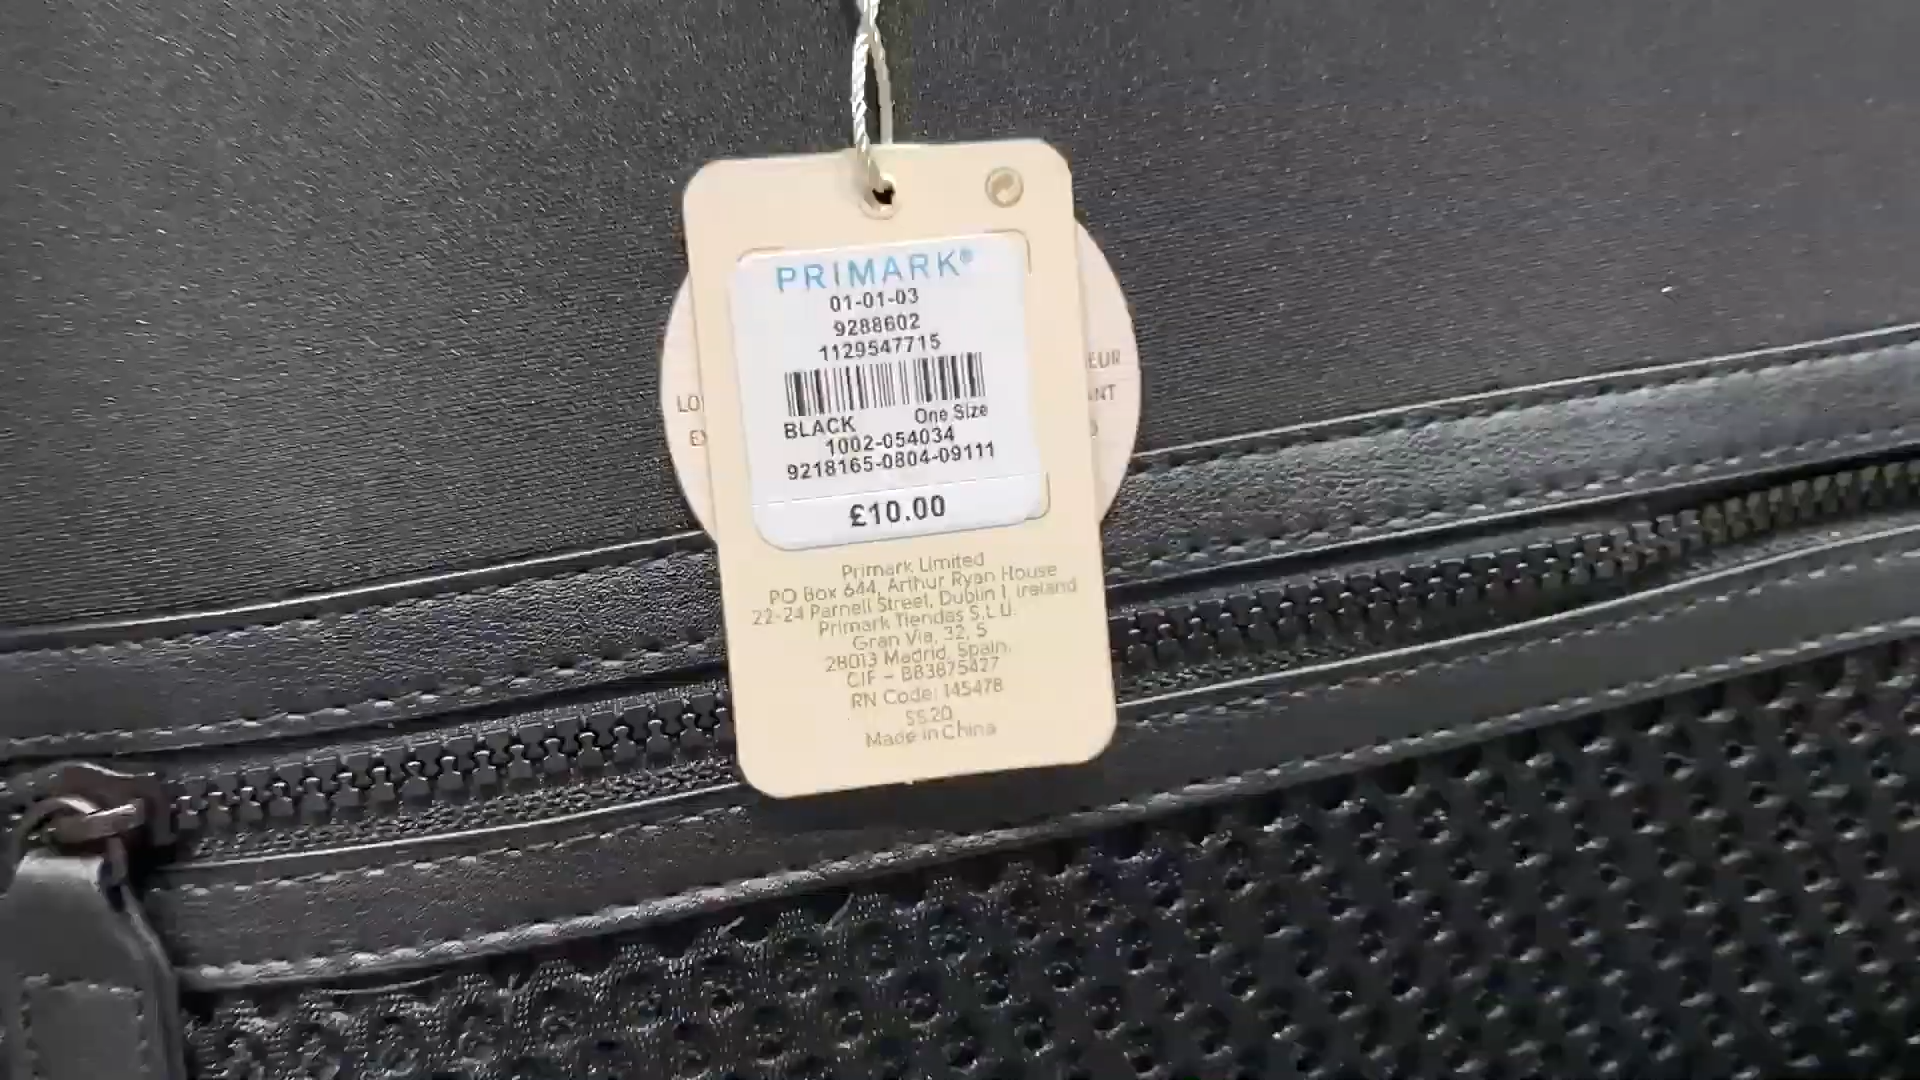 PRIMARK®
01-01-03
9288602
1129547715
BLACK One Size
1002-054034
9218165-0804-09111
£10.00
Primark Limited
PO Box 644, Arthur Ryan House
22-24 Parnell Street, Dublin 1, Ireland
Primark Tiendas S.L.U.
Gran Via, 32, 5
28013 Madrid, Spain.
CIF – B83875427
RN Code: 145478
SS20
Made in China